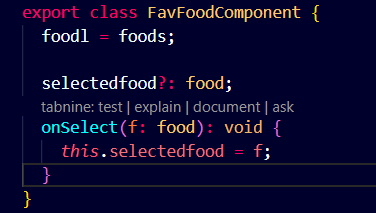 export class FavFoodComponent {
foodl = foods;
selectedfood?: food;
tabnine: test | explain | document | ask
onSelect(f: food): void {
this.selectedfood = f;
}
}